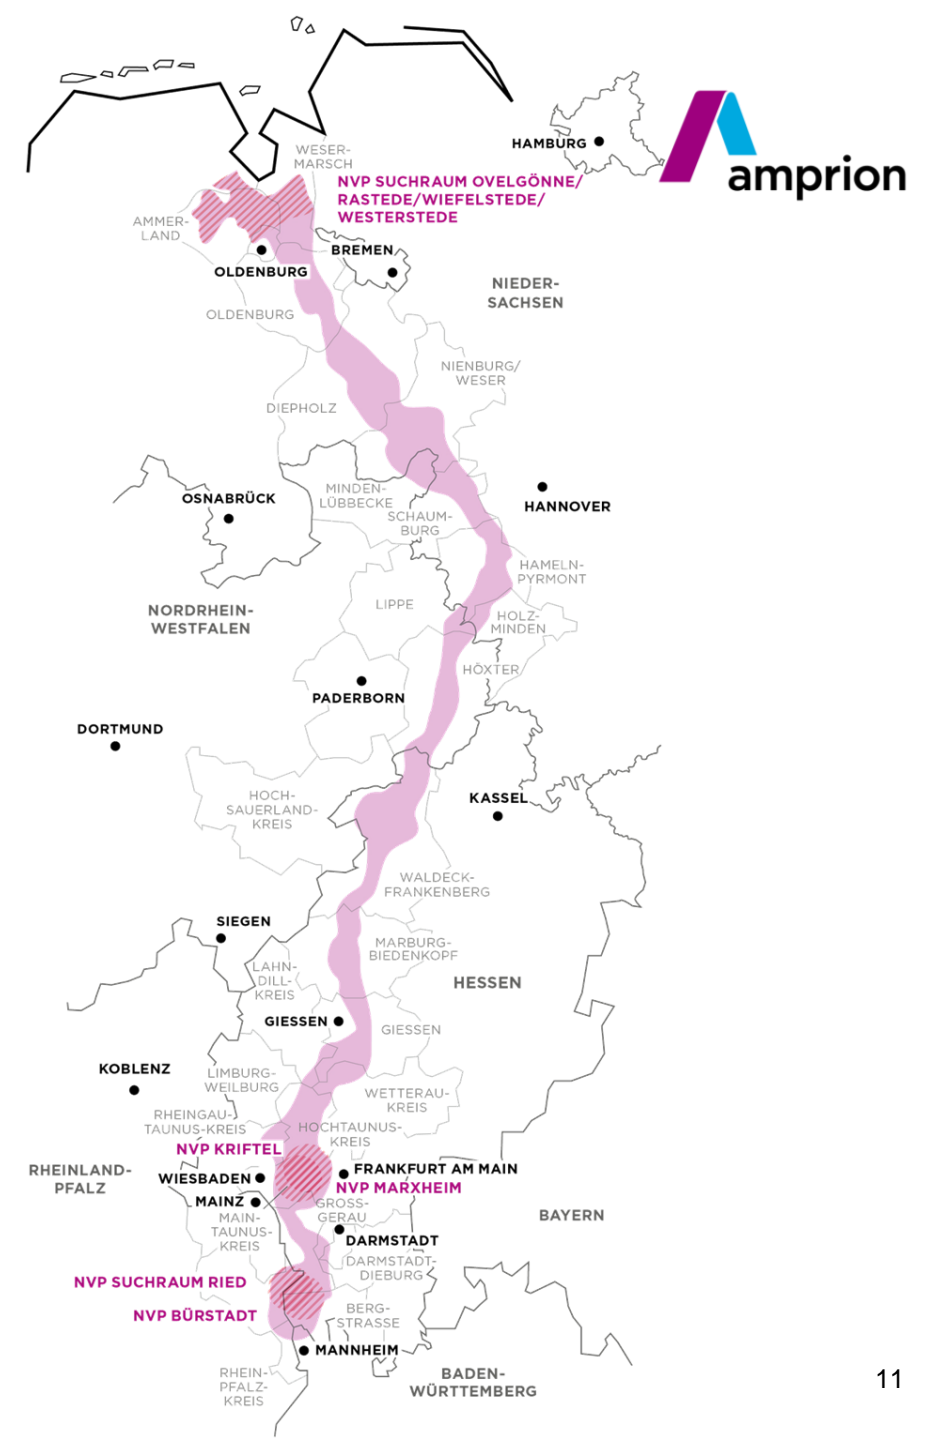 HAMBURG
amprion
WESER-
MARSCH
NVP SUCHRAUM OVELGÖNNE/
RASTEDE/WIEFELSTEDE/
WESTERSTEDE
AMMER-
LAND
BREMEN
OLDENBURG
NIEDER-
SACHSEN
OLDENBURG
NIENBURG/
WESER
DIEPHOLZ
OSNABRÜCK
MINDEN-
LÜBBECKE
HANNOVER
SCHAUM-
BURG
HAMELN-
PYRMONT
LIPPE
NORDRHEIN-
WESTFALEN
HOLZ-
MINDEN
HÖXTER
PADERBORN
DORTMUND
HOCH-
SAUERLAND-
KREIS
KASSEL
WALDECK-
FRANKENBERG
SIEGEN
MARBURG-
BIEDENKOPF
LAHN-
DILL-
KREIS
HESSEN
GIESSEN
GIESSEN
KOBLENZ
LIMBURG-
WEILBURG
WETTERAU-
KREIS
RHEINGAU-
TAUNUS-KREIS
HOCHTAUNUS-
KREIS
NVP KRIFTEL
RHEINLAND-
PFALZ
FRANKFURT AM MAIN
WIESBADEN
NVP MARXHEIM
MAINZ
GROSS-
GERAU
MAIN-
TAUNUS-
KREIS
BAYERN
DARMSTADT
DARMSTADT-
DIEBURG
NVP SUCHRAUM RIED
NVP BÜRSTADT
BERG-
STRASSE
MANNHEIM
RHEIN-
PFALZ-
KREIS
BADEN-
WÜRTTEMBERG
11